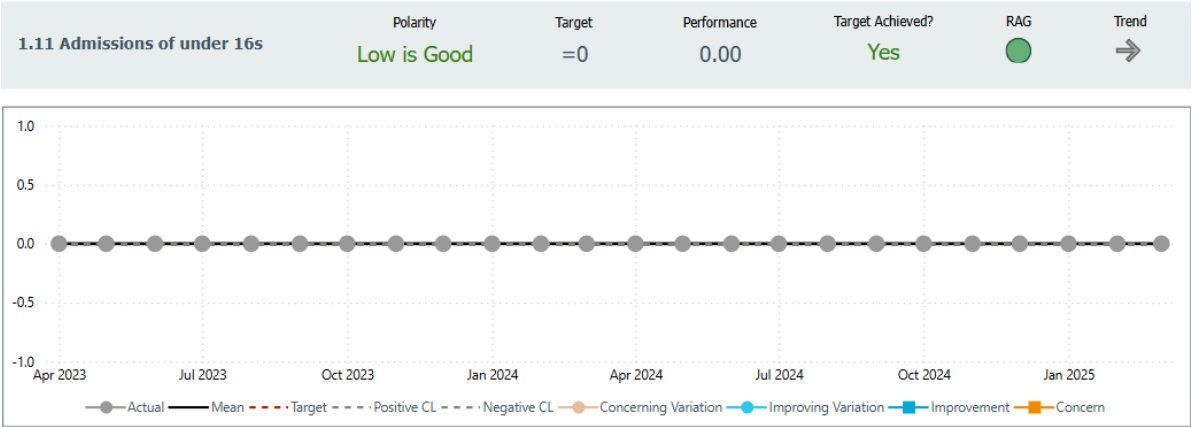 1.11 Admissions of under 16s
Polarity Target Performance Target Achieved? RAG Trend
Low is Good =0 0.00 Yes
1.0
0.5
0.0
-0.5
-1.0
Apr 2023 Jul 2023 Oct 2023 Jan 2024 Apr 2024 Jul 2024 Oct 2024 Jan 2025
Actual Mean Target Positive CL Negative CL Concerning Variation Improving Variation Improvement Concern